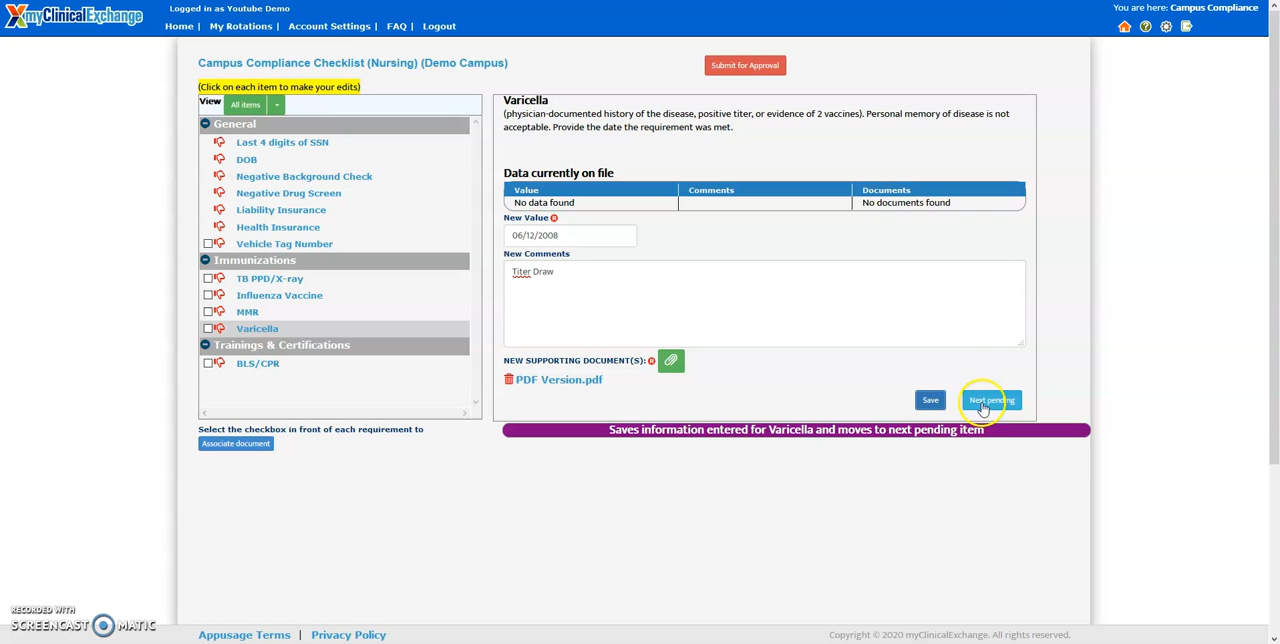 myClinicalExchange
Logged in as Youtube Demo
You are here: Campus Compliance
Home | My Rotations | Account Settings | FAQ | Logout
Campus Compliance Checklist (Nursing) (Demo Campus)
Submit for Approval
(Click on each item to make your edits)
View All items
General
Last 4 digits of SSN
DOB
Negative Background Check
Negative Drug Screen
Liability Insurance
Health Insurance
Vehicle Tag Number
Immunizations
TB PPD/X-ray
Influenza Vaccine
MMR
Varicella
Trainings & Certifications
BLS/CPR
Select the checkbox in front of each requirement to
Associate document
Varicella
(physician-documented history of the disease, positive titer, or evidence of 2 vaccines). Personal memory of disease is not
acceptable. Provide the date the requirement was met.
Data currently on file
Value Comments Documents
No data found No documents found
New Value
06/12/2008
New Comments
Titer Draw
NEW SUPPORTING DOCUMENT(S):
PDF Version.pdf
Save Next pending
Saves information entered for Varicella and moves to next pending item
RECORDED WITH
SCREENCAST MATIC
Appusage Terms | Privacy Policy
Copyright © 2020 myClinicalExchange. All rights reserved.